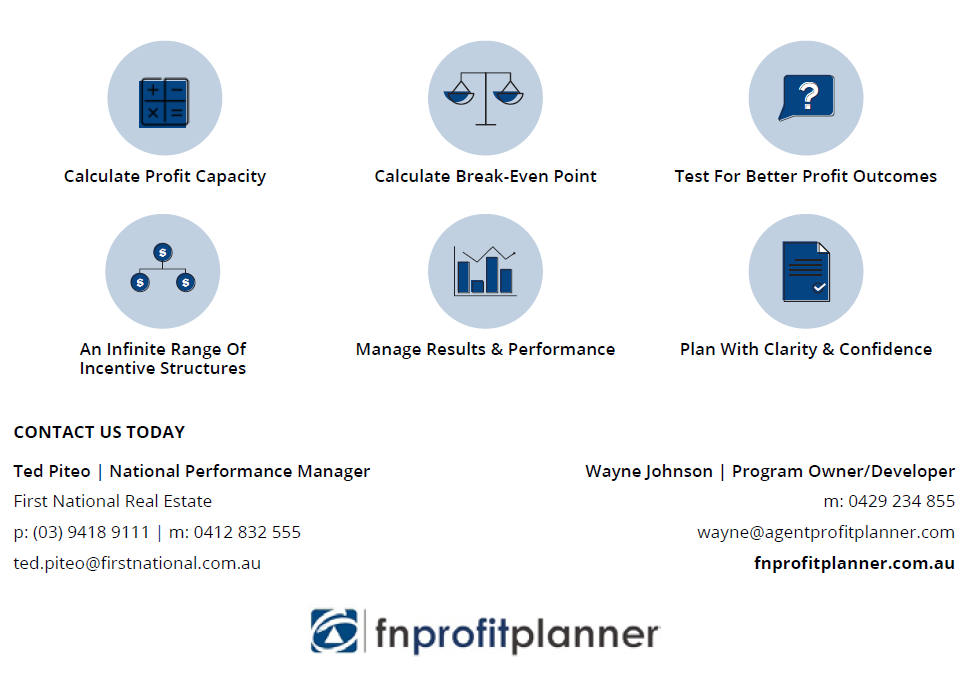 Calculate Profit Capacity
Calculate Break-Even Point
Test For Better Profit Outcomes
An Infinite Range Of
Incentive Structures
Manage Results & Performance
Plan With Clarity & Confidence
CONTACT US TODAY
Ted Piteo | National Performance Manager
First National Real Estate
p: (03) 9418 9111 | m: 0412 832 555
ted.piteo@firstnational.com.au
Wayne Johnson | Program Owner/Developer
m: 0429 234 855
wayne@agentprofitplanner.com
fnprofitplanner.com.au
fnprofitplanner